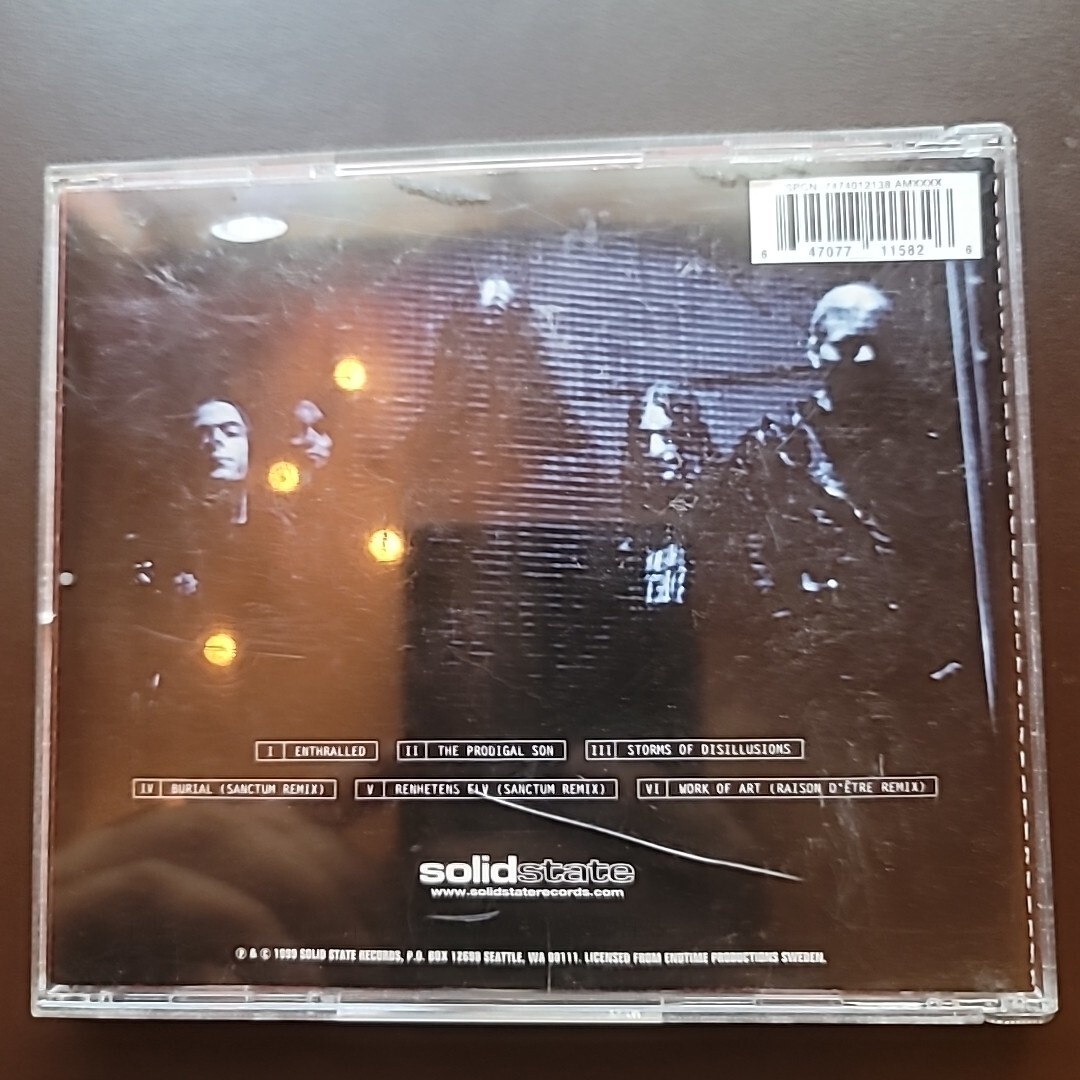 SPCN 7474012138 AMXXXX
6 47077 11582 6
I ENTHRALLED II THE PRODIGAL SON III STORMS OF DISILLUSIONS
IV BURIAL (SANCTUM REMIX) V RENHETENS ELV (SANCTUM REMIX) VI WORK OF ART (RAISON D'ÊTRE REMIX)
solidstate
www.solidstaterecords.com
℗ & © 1999 SOLID STATE RECORDS, P.O. BOX 12698 SEATTLE, WA 98111. LICENSED FROM ENDTIME PRODUCTIONS SWEDEN.